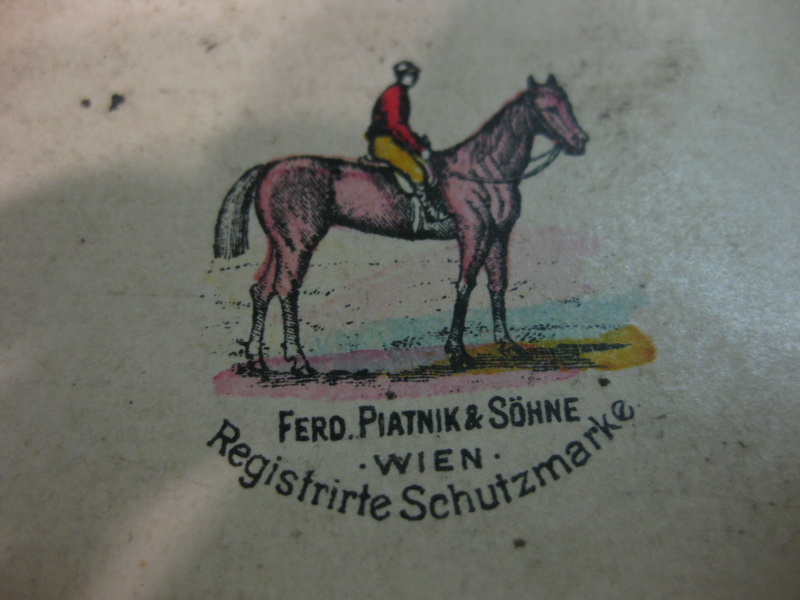 FERD. PIATNIK & SÖHNE
· WIEN ·
Registrirte Schutzmarke